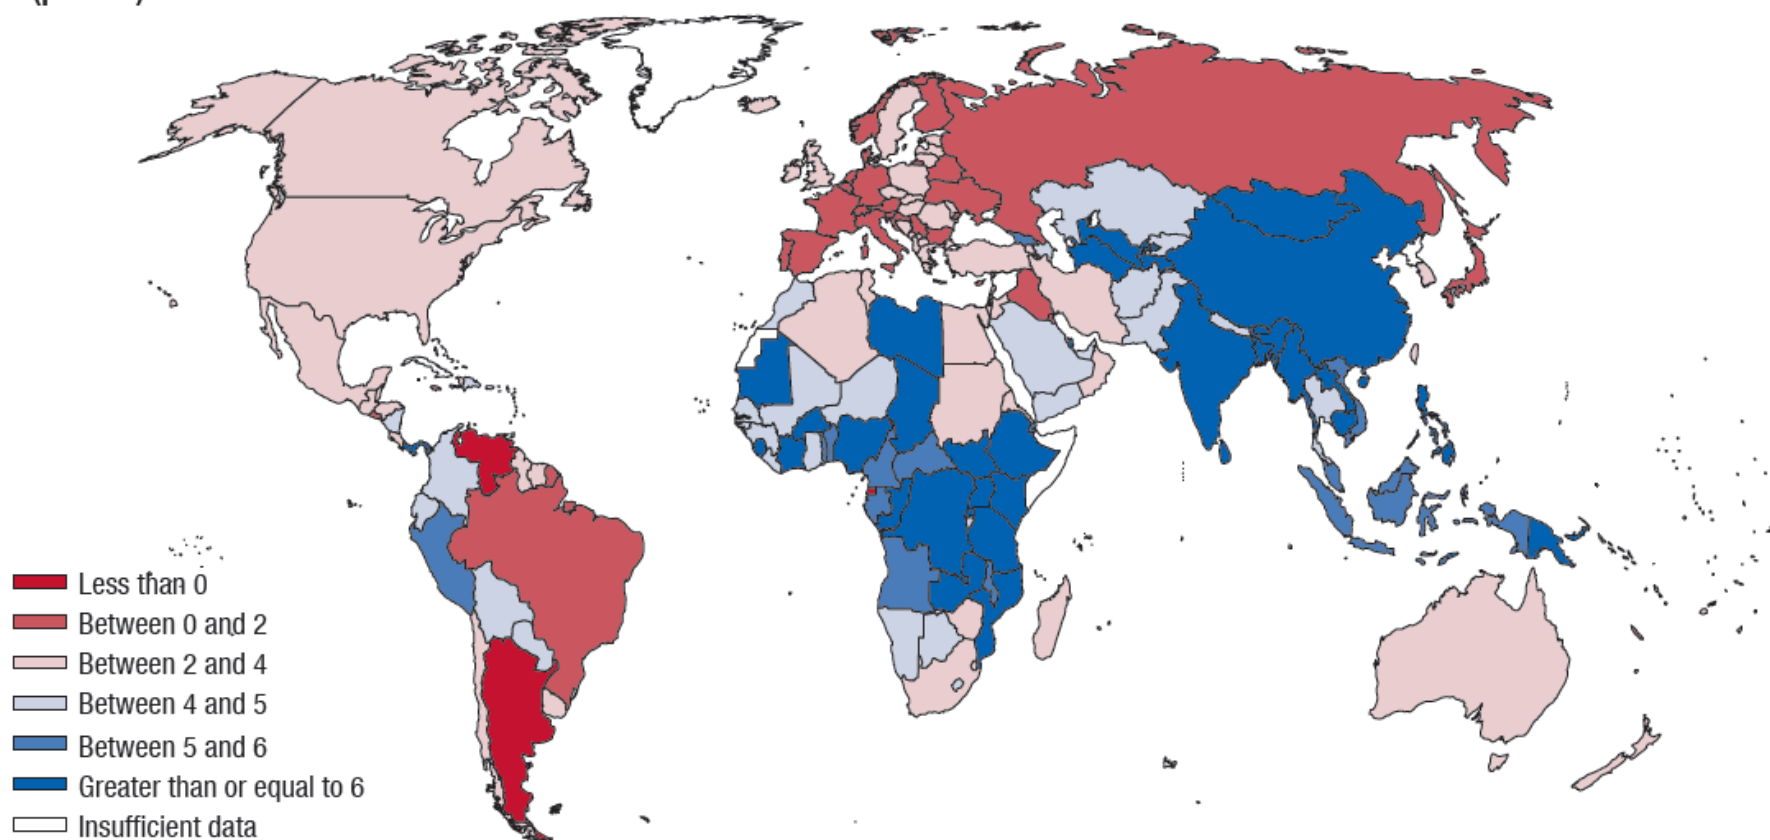 Less than 0
Between 0 and 2
Between 2 and 4
Between 4 and 5
Between 5 and 6
Greater than or equal to 6
Insufficient data